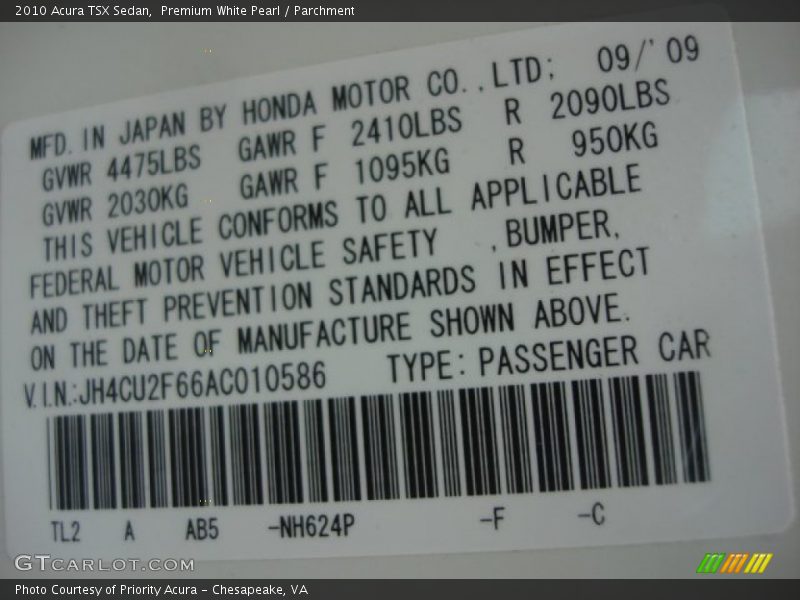 2010 Acura TSX Sedan,  Premium White Pearl / Parchment
MFD. IN JAPAN BY HONDA MOTOR CO.,LTD; 09/'09
GVWR 4475LBS GAWR F 2410LBS R 2090LBS
GVWR 2030KG GAWR F 1095KG R 950KG
THIS VEHICLE CONFORMS TO ALL APPLICABLE
FEDERAL MOTOR VEHICLE SAFETY ,BUMPER,
AND THEFT PREVENTION STANDARDS IN EFFECT
ON THE DATE OF MANUFACTURE SHOWN ABOVE.
V.I.N.:JH4CU2F66AC010586 TYPE: PASSENGER CAR
TL2 A AB5 -NH624P -F -C
GTCARLOT.COM
Photo Courtesy of Priority Acura - Chesapeake, VA